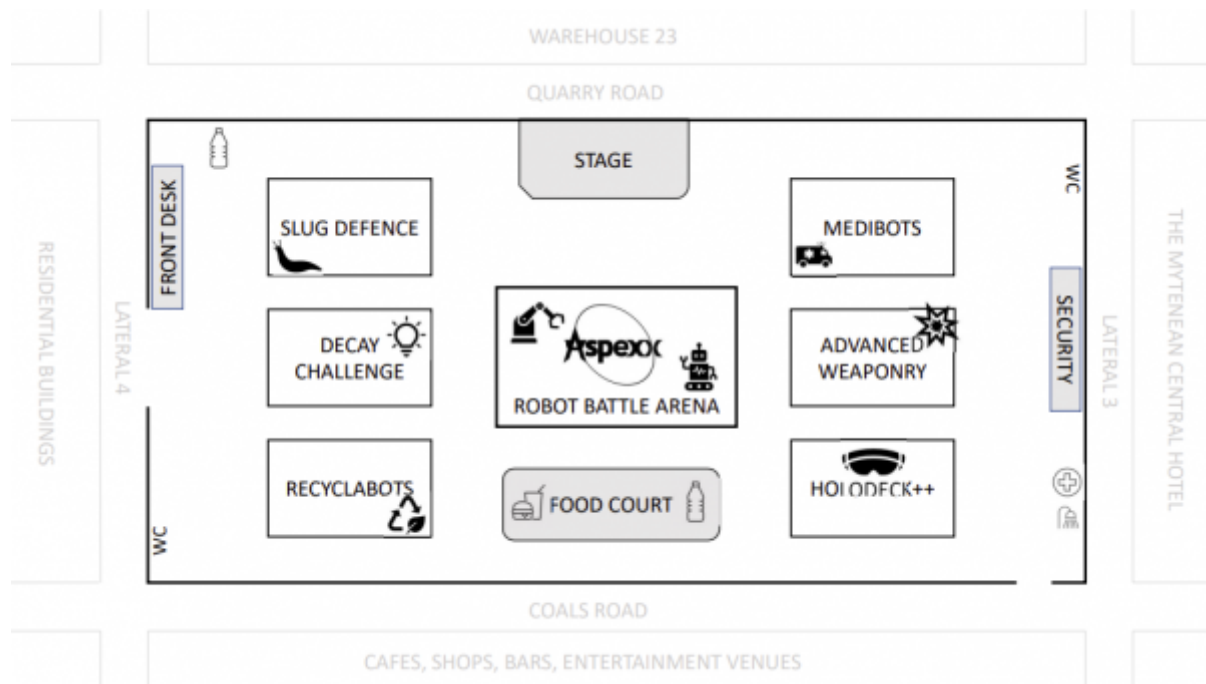 WAREHOUSE 23
QUARRY ROAD
STAGE
WC
FRONT DESK
SLUG DEFENCE
MEDIBOTS
RESIDENTIAL BUILDINGS
LATERAL 4
DECAY
CHALLENGE
Aspexx
ROBOT BATTLE ARENA
ADVANCED
WEAPONRY
SECURITY
LATERAL 3
THE MYTENEAN CENTRAL HOTEL
RECYCLABOTS
FOOD COURT
HOLODECK++
WC
COALS ROAD
CAFES, SHOPS, BARS, ENTERTAINMENT VENUES